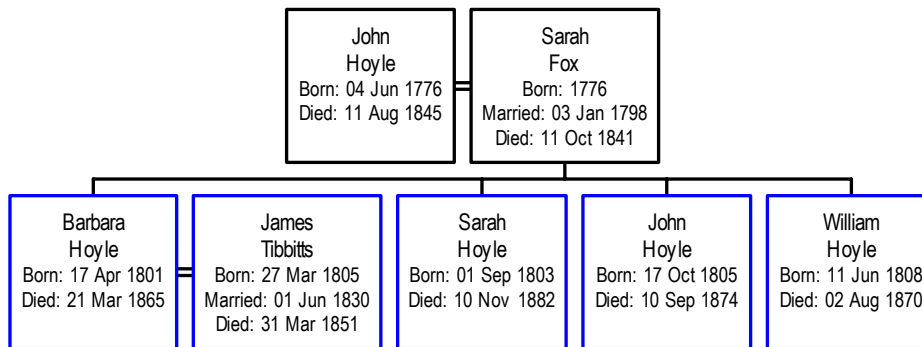 John
Hoyle
Born: 04 Jun 1776
Died: 11 Aug 1845
Sarah
Fox
Born: 1776
Married: 03 Jan 1798
Died: 11 Oct 1841
Barbara
Hoyle
Born: 17 Apr 1801
Died: 21 Mar 1865
James
Tibbitts
Born: 27 Mar 1805
Married: 01 Jun 1830
Died: 31 Mar 1851
Sarah
Hoyle
Born: 01 Sep 1803
Died: 10 Nov 1882
John
Hoyle
Born: 17 Oct 1805
Died: 10 Sep 1874
William
Hoyle
Born: 11 Jun 1808
Died: 02 Aug 1870